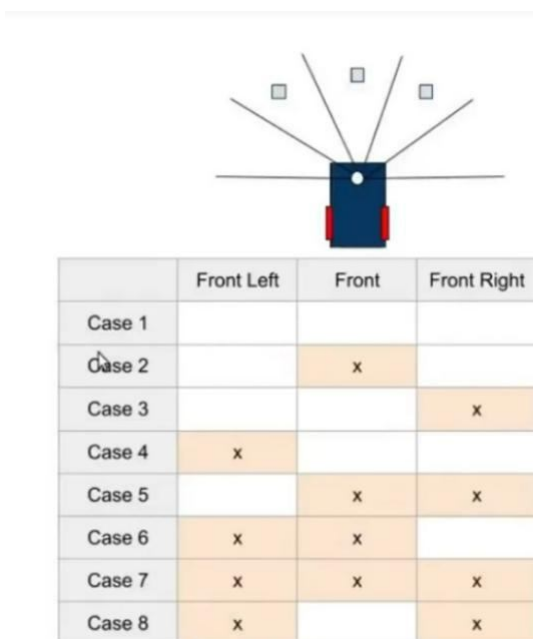 Front Left Front Front Right
Case 1
Case 2 x
Case 3 x
Case 4 x
Case 5 x x
Case 6 x x
Case 7 x x x
Case 8 x x